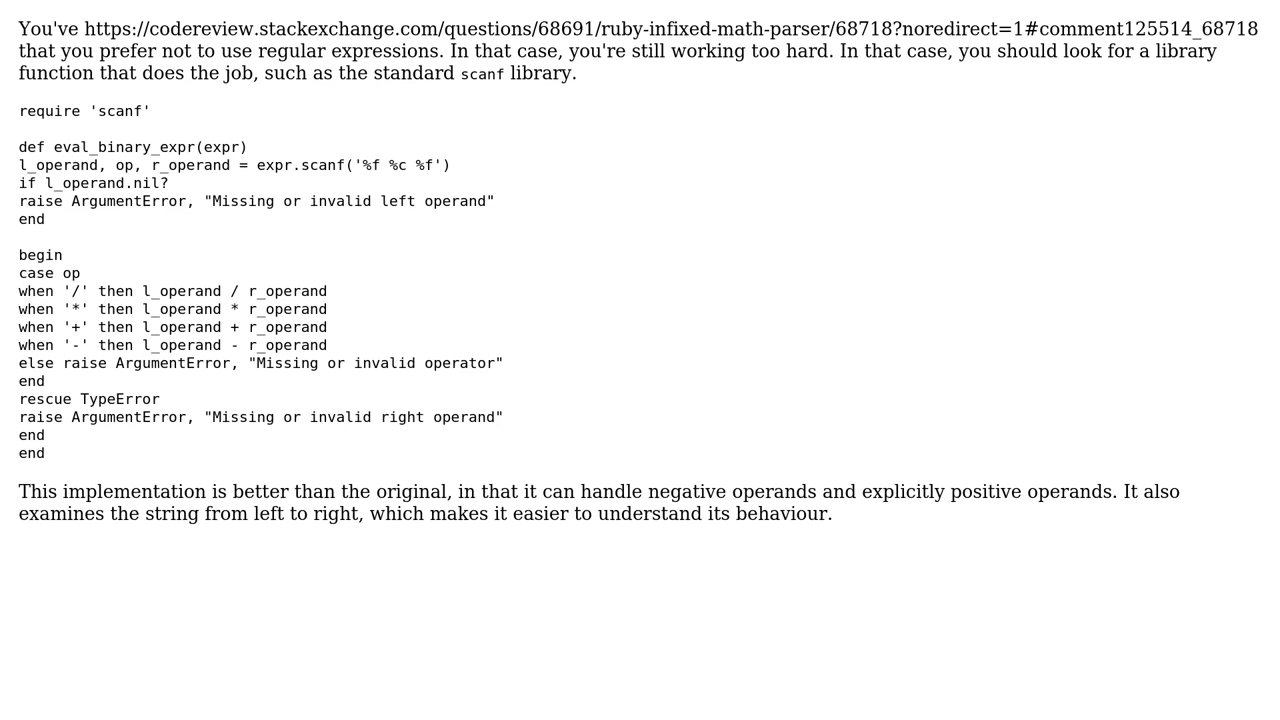 You've https://codereview.stackexchange.com/questions/68691/ruby-infixed-math-parser/68718?noredirect=1#comment125514_68718
that you prefer not to use regular expressions. In that case, you're still working too hard. In that case, you should look for a library
function that does the job, such as the standard scanf library.
require 'scanf'
def eval_binary_expr(expr)
l_operand, op, r_operand = expr.scanf('%f %c %f')
if l_operand.nil?
raise ArgumentError, "Missing or invalid left operand"
end
begin
case op
when '/' then l_operand / r_operand
when '*' then l_operand * r_operand
when '+' then l_operand + r_operand
when '-' then l_operand - r_operand
else raise ArgumentError, "Missing or invalid operator"
end
rescue TypeError
raise ArgumentError, "Missing or invalid right operand"
end
end
This implementation is better than the original, in that it can handle negative operands and explicitly positive operands. It also
examines the string from left to right, which makes it easier to understand its behaviour.